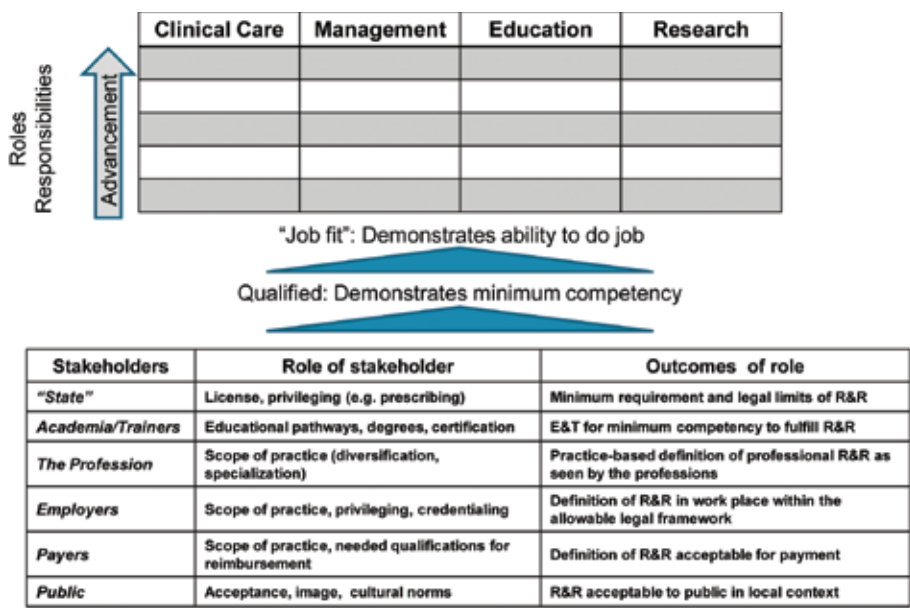 Clinical Care Management Education Research
Roles
Responsibilities
Advancement
"Job fit": Demonstrates ability to do job
Qualified: Demonstrates minimum competency
Stakeholders Role of stakeholder Outcomes of role
"State" License, privileging (e.g. prescribing) Minimum requirement and legal limits of R&R
Academia/Trainers Educational pathways, degrees, certification E&T for minimum competency to fulfill R&R
The Profession Scope of practice (diversification,
specialization) Practice-based definition of professional R&R as
seen by the professions
Employers Scope of practice, privileging, credentialing Definition of R&R in work place within the
allowable legal framework
Payers Scope of practice, needed qualifications for
reimbursement Definition of R&R acceptable for payment
Public Acceptance, image, cultural norms R&R acceptable to public in local context